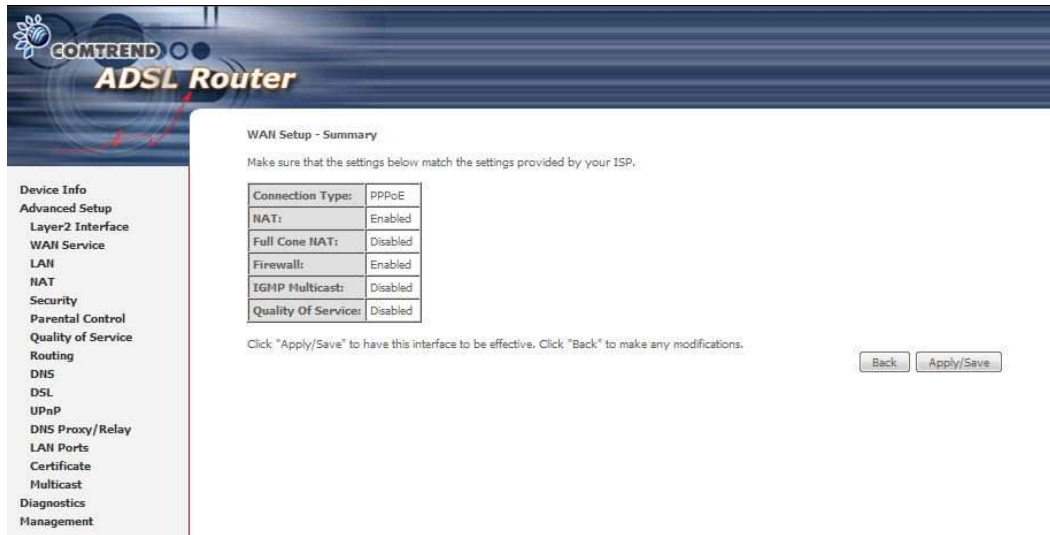 COMTREND
ADSL Router
Device Info
Advanced Setup
Layer2 Interface
WAN Service
LAN
NAT
Security
Parental Control
Quality of Service
Routing
DNS
DSL
UPnP
DNS Proxy/Relay
LAN Ports
Certificate
Multicast
Diagnostics
Management
WAN Setup - Summary
Make sure that the settings below match the settings provided by your ISP.
Connection Type: PPPoE
NAT: Enabled
Full Cone NAT: Disabled
Firewall: Enabled
IGMP Multicast: Disabled
Quality Of Service: Disabled
Click "Apply/Save" to have this interface to be effective. Click "Back" to make any modifications.
Back Apply/Save